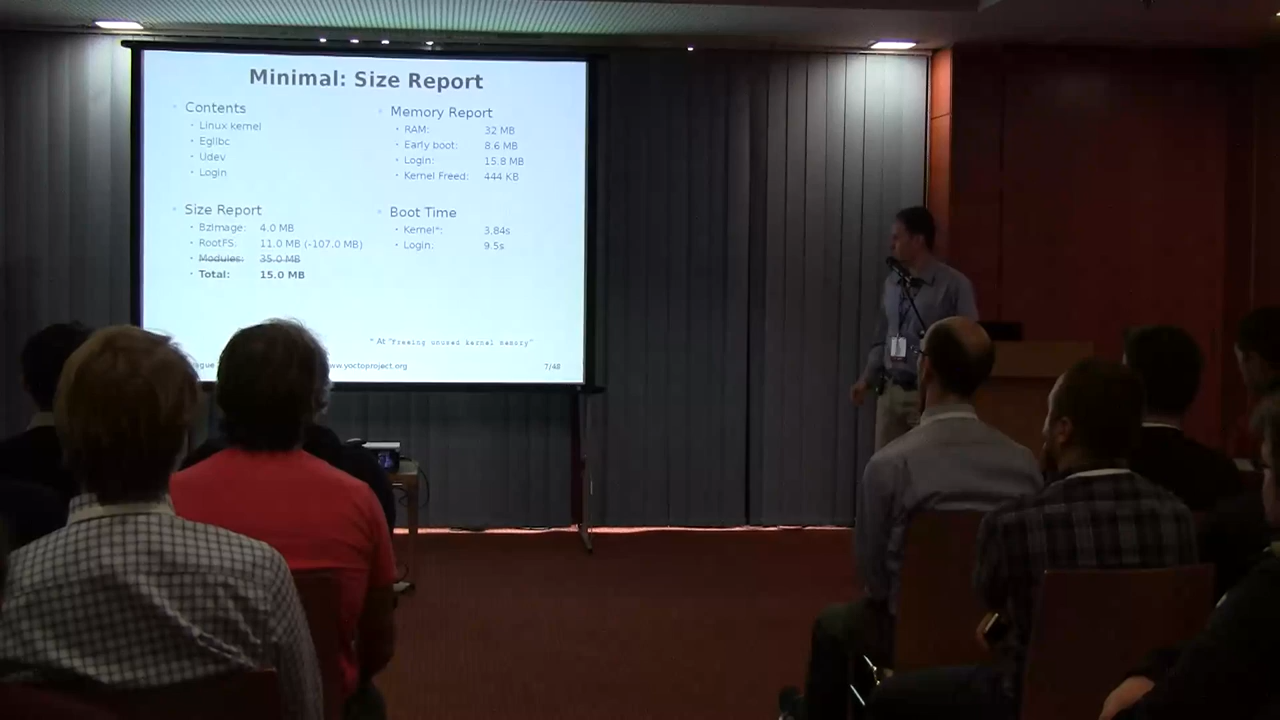 Minimal: Size Report
Contents
Linux kernel
Eglibc
Udev
Login
Size Report
BzImage: 4.0 MB
RootFS: 11.0 MB (-107.0 MB)
Modules: 35.0 MB
Total: 15.0 MB
Memory Report
RAM: 32 MB
Early boot: 8.6 MB
Login: 15.8 MB
Kernel Freed: 444 KB
Boot Time
Kernel*: 3.84s
Login: 9.5s
* At "Freeing unused kernel memory"
ww.yoctoproject.org
7/48